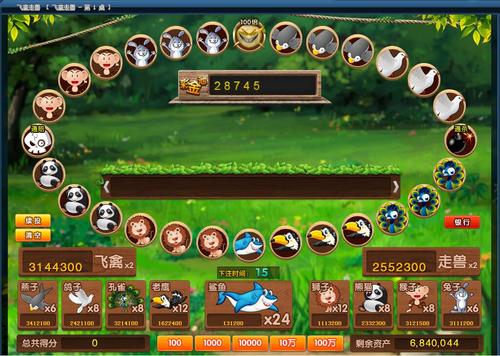 飞禽走兽 【 飞禽走兽 - 第 1 桌 】
100倍
彩金池 28745
通赔
通杀
续投
清空
银行
3144300 飞禽 x2
下注时间: 15
2552300 走兽 x2
燕子 x6 3412100
鸽子 x8 2421100
孔雀 x8 3214100
老鹰 x12 1622400
鲨鱼 x24 131200
狮子 x12 1113200
熊猫 x8 2332300
猴子 x8 3111900
兔子 x6 3112400
总共得分 0
100
1000
10000
10万
100万
剩余资产 6,840,044